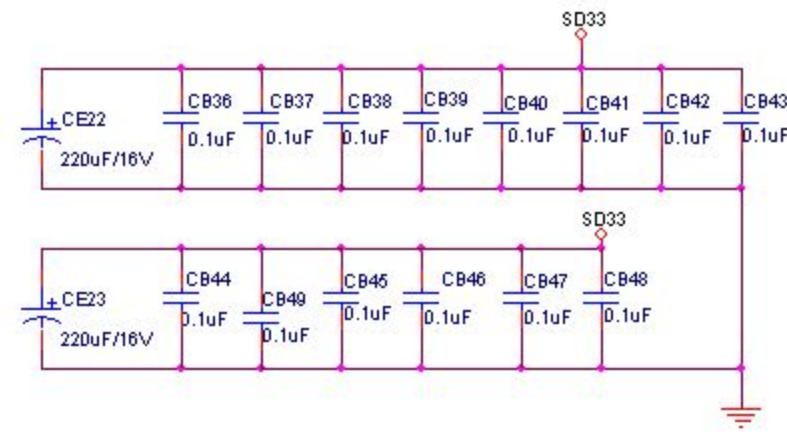 SD33
CB36 CB37 CB38 CB39 CB40 CB41 CB42 CB43
+ CE22
0.1uF 0.1uF 0.1uF 0.1uF 0.1uF 0.1uF 0.1uF 0.1uF
220uF/16V
SD33
CB44 CB45 CB46 CB47 CB48
+ CE23 CB49
0.1uF 0.1uF 0.1uF 0.1uF 0.1uF
220uF/16V 0.1uF